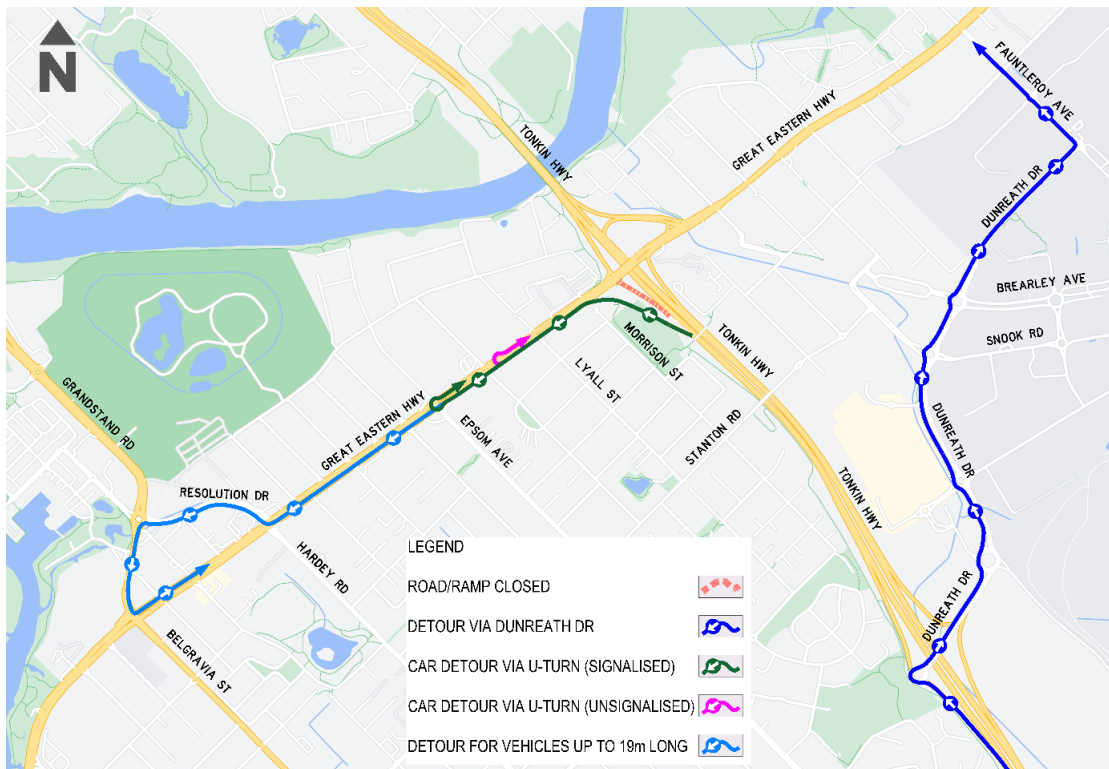 N
FAUNTLEROY AVE
TONKIN HWY
GREAT EASTERN HWY
DUNREATH DR
BREARLEY AVE
SNOOK RD
TONKIN HWY
MORRISON ST
LYALL ST
GRANDSTAND RD
GREAT EASTERN HWY
EPSOM AVE
STANTON RD
DUNREATH DR
TONKIN HWY
RESOLUTION DR
HARDEY RD
BELGRAVIA ST
DUNREATH DR
LEGEND
ROAD/RAMP CLOSED
DETOUR VIA DUNREATH DR
CAR DETOUR VIA U-TURN (SIGNALISED)
CAR DETOUR VIA U-TURN (UNSIGNALISED)
DETOUR FOR VEHICLES UP TO 19m LONG